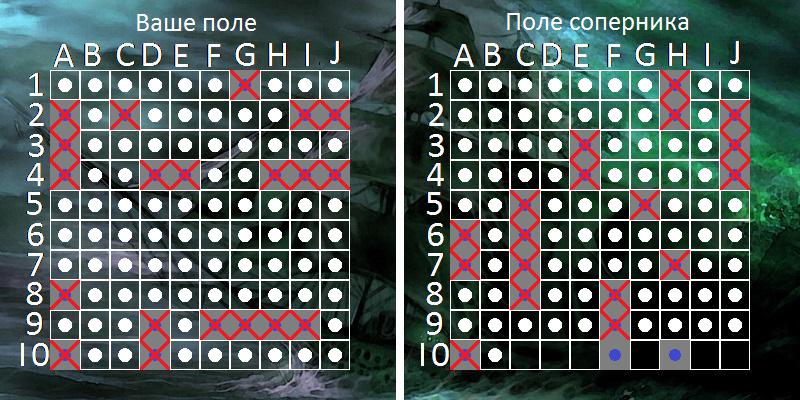 Ваше поле
Поле соперника
A B C D E F G H I J
A B C D E F G H I J
1 1
2 2
3 3
4 4
5 5
6 6
7 7
8 8
9 9
10 10